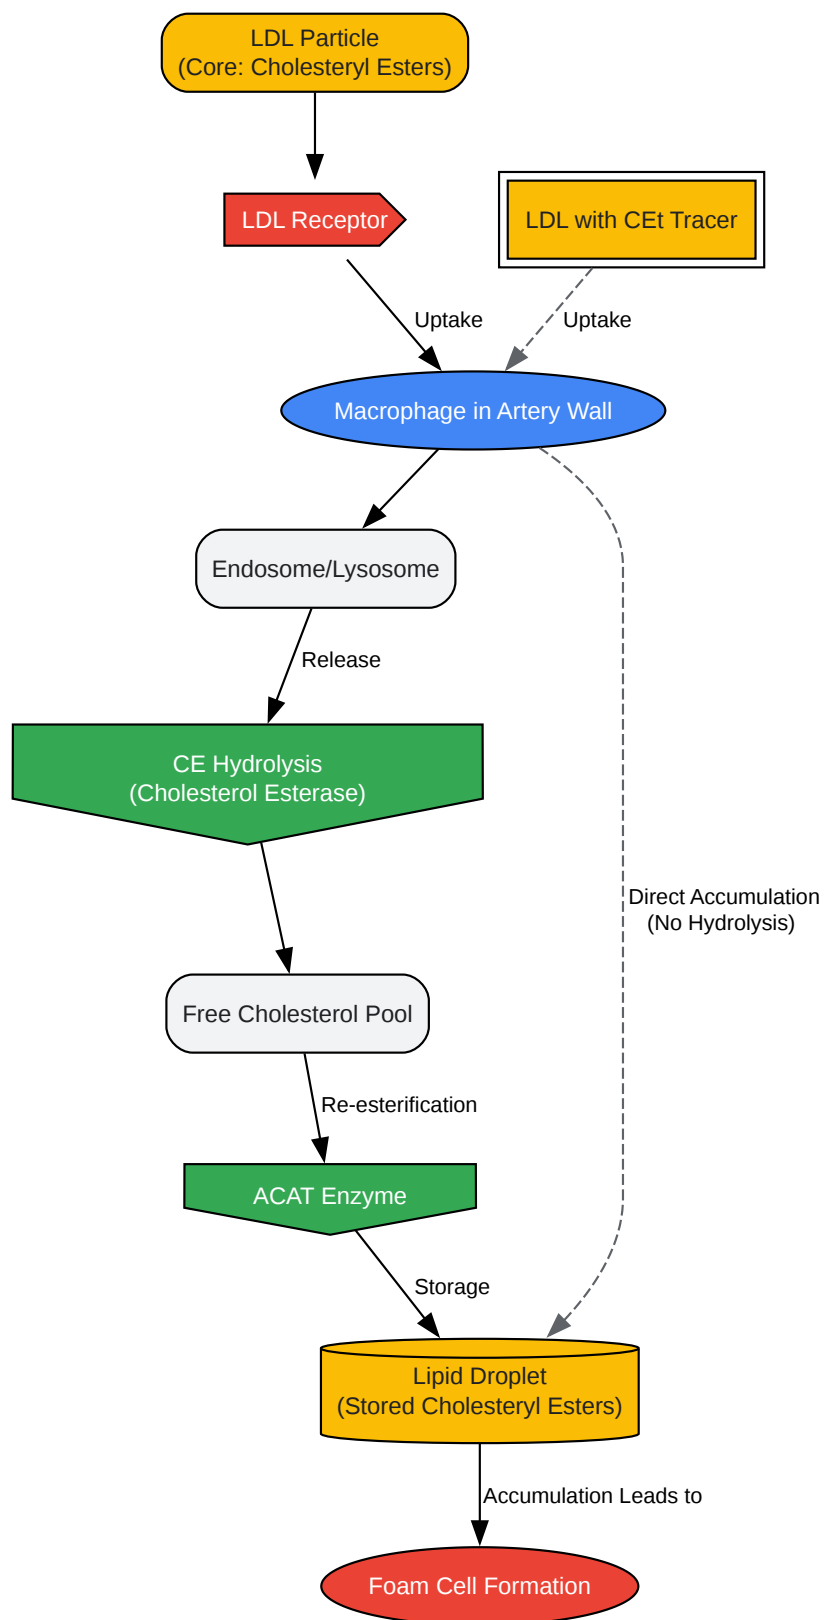 LDL Particle
(Core: Cholesteryl Esters)
LDL Receptor
LDL with CEt Tracer
Uptake
Uptake
Macrophage in Artery Wall
Endosome/Lysosome
Release
CE Hydrolysis
(Cholesterol Esterase)
Direct Accumulation
(No Hydrolysis)
Free Cholesterol Pool
Re-esterification
ACAT Enzyme
Storage
Lipid Droplet
(Stored Cholesteryl Esters)
Accumulation Leads to
Foam Cell Formation